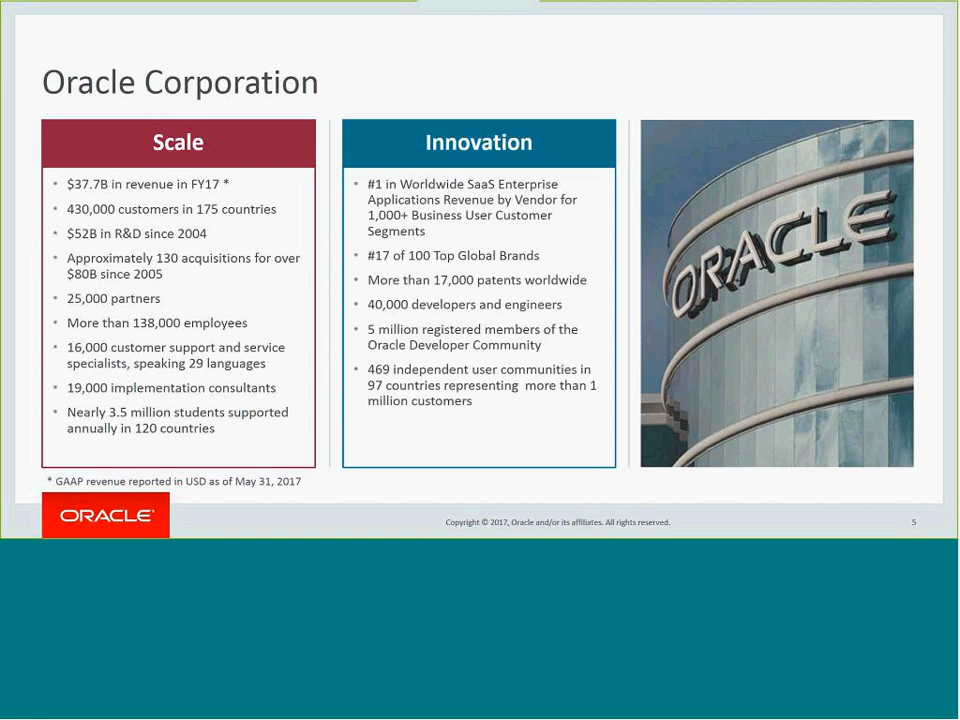 Oracle Corporation
Scale
• $37.7B in revenue in FY17 *
• 430,000 customers in 175 countries
• $52B in R&D since 2004
• Approximately 130 acquisitions for over
$80B since 2005
• 25,000 partners
• More than 138,000 employees
• 16,000 customer support and service
specialists, speaking 29 languages
• 19,000 implementation consultants
• Nearly 3.5 million students supported
annually in 120 countries
* GAAP revenue reported in USD as of May 31, 2017
Innovation
• #1 in Worldwide SaaS Enterprise
Applications Revenue by Vendor for
1,000+ Business User Customer
Segments
• #17 of 100 Top Global Brands
• More than 17,000 patents worldwide
• 40,000 developers and engineers
• 5 million registered members of the
Oracle Developer Community
• 469 independent user communities in
97 countries representing  more than 1
million customers
ORACLE
ORACLE®
Copyright © 2017, Oracle and/or its affiliates. All rights reserved.
5